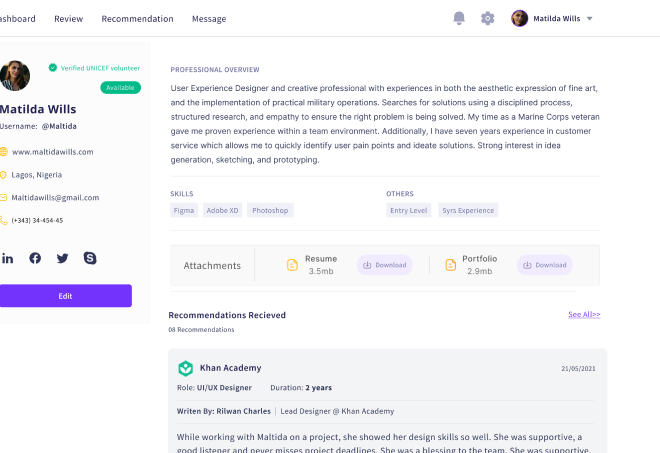 ashboard Review Recommendation Message Matilda Wills
Verified UNICEF volunteer
Available
Matilda Wills
Username: @Maltida
www.maltidawills.com
Lagos, Nigeria
Maltidawills@gmail.com
(+343) 34-454-45
in
Edit
PROFESSIONAL OVERVIEW
User Experience Designer and creative professional with experiences in both the aesthetic expression of fine art,
and the implementation of practical military operations. Searches for solutions using a disciplined process,
structured research, and empathy to ensure the right problem is being solved. My time as a Marine Corps veteran
gave me proven experience within a team environment. Additionally, I have seven years experience in customer
service which allows me to quickly identify user pain points and ideate solutions. Strong interest in idea
generation, sketching, and prototyping.
SKILLS
Figma Adobe XD Photoshop
OTHERS
Entry Level 5yrs Experience
Attachments
Resume
3.5mb
Download
Portfolio
2.9mb
Download
Recommendations Recieved
See All>>
08 Recommendations
Khan Academy
21/05/2021
Role: UI/UX Designer Duration: 2 years
Writen By: Rilwan Charles | Lead Designer @ Khan Academy
While working with Maltida on a project, she showed her design skills so well. She was supportive, a
good listener and never misses project deadlines. She was a blessing to the team. She was supportive,